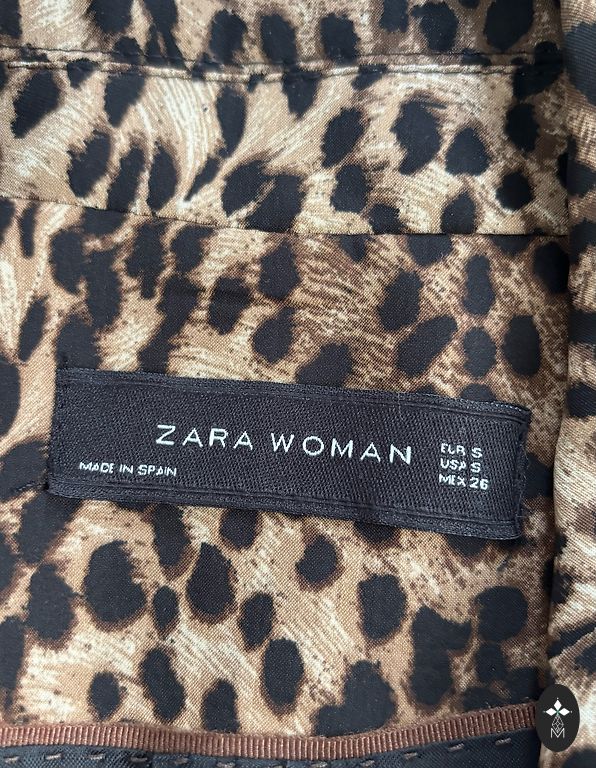 ZARA WOMAN
MADE IN SPAIN
EUR S
USA S
MEX 26
M